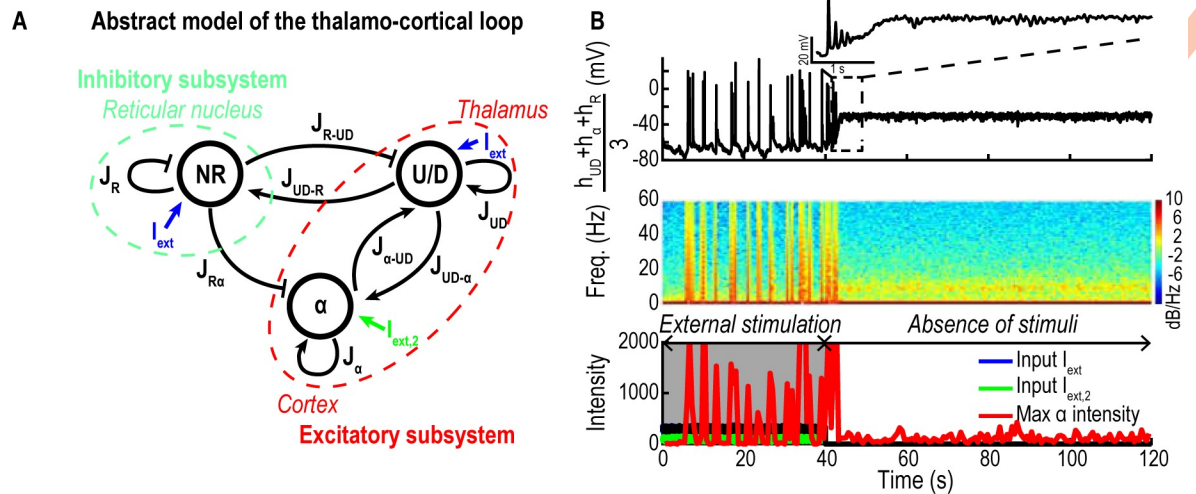 A
Abstract model of the thalamo-cortical loop
Inhibitory subsystem
Reticular nucleus
Thalamus
J_R-UD
I_ext
J_R
NR
U/D
J_UD-R
J_UD
I_ext
J_Rα
J_α-UD
J_UD-α
α
I_ext,2
J_α
Cortex
Excitatory subsystem
B
20 mV
1 s
h_UD+h_α+h_R (mV)
3
0
-40
-80
Freq. (Hz)
60
40
20
0
10
6
2
-2
-6
dB/Hz
External stimulation
Absence of stimuli
Intensity
2000
1000
0
Input I_ext
Input I_ext,2
Max α intensity
0 20 40 60 80 100 120
Time (s)